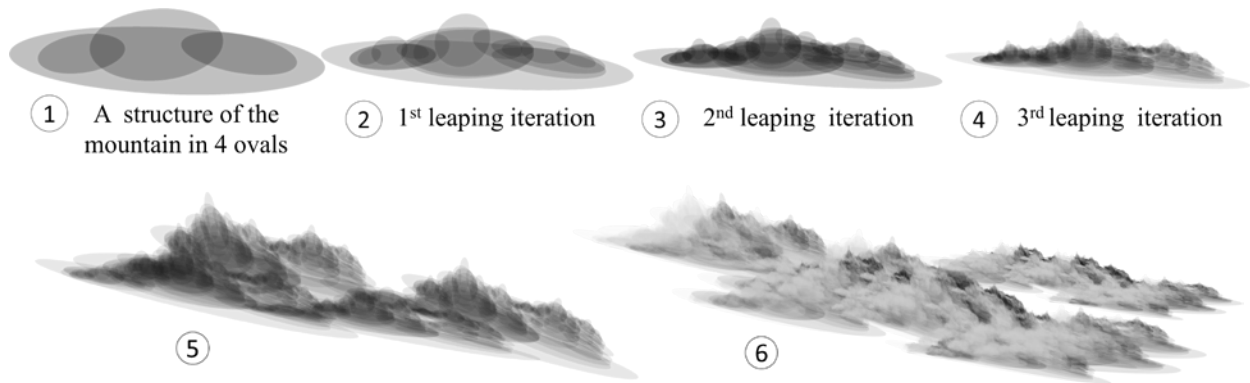 1 A structure of the
mountain in 4 ovals
2 1st leaping iteration
3 2nd leaping iteration
4 3rd leaping iteration
5
6